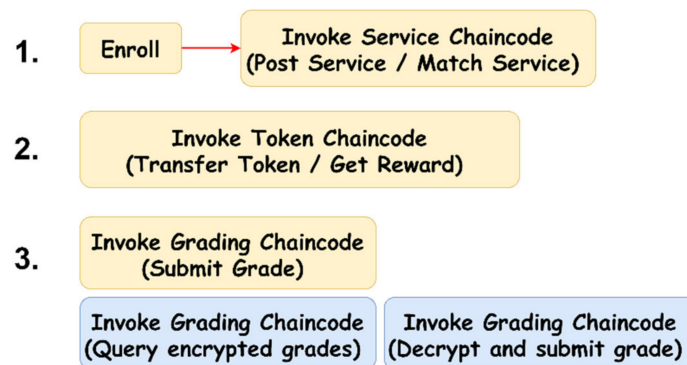 1.
Enroll
Invoke Service Chaincode
(Post Service / Match Service)
2.
Invoke Token Chaincode
(Transfer Token / Get Reward)
3.
Invoke Grading Chaincode
(Submit Grade)
Invoke Grading Chaincode
(Query encrypted grades)
Invoke Grading Chaincode
(Decrypt and submit grade)